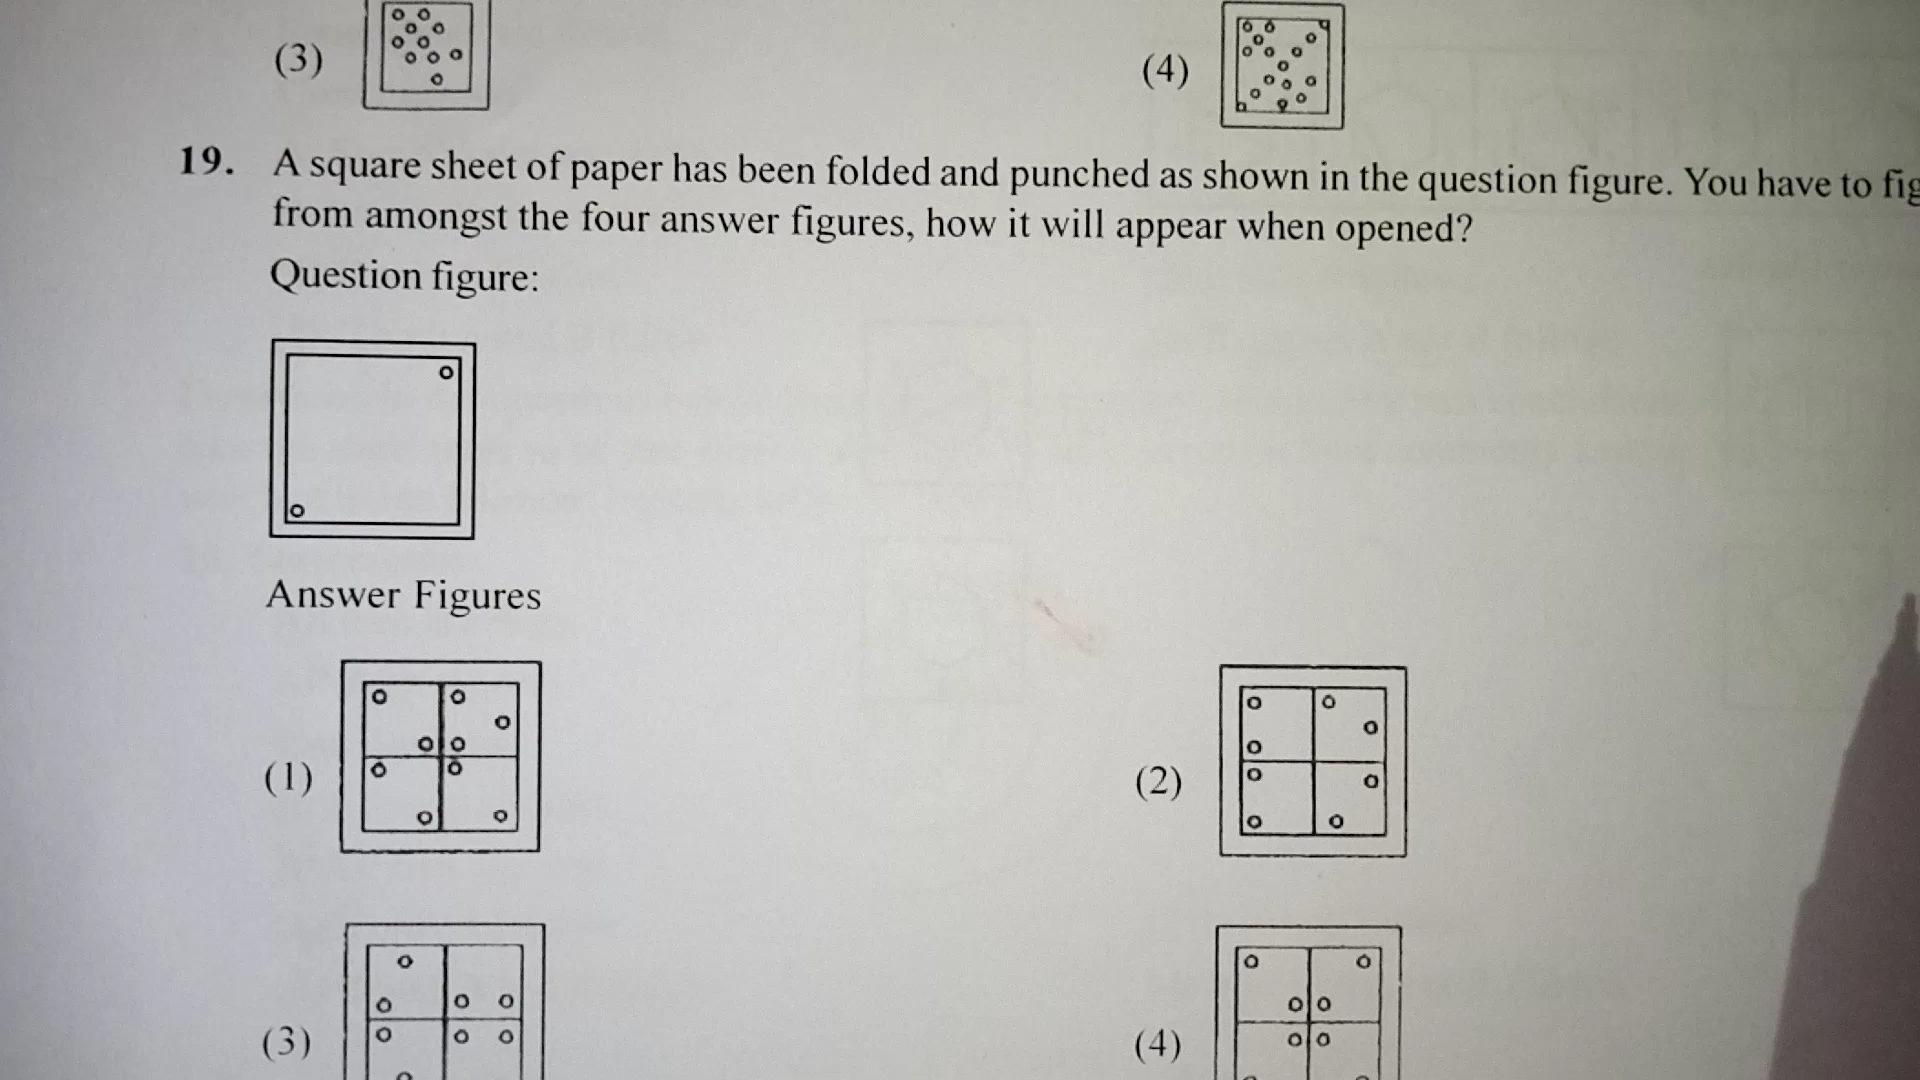 (3)
(4)
19. A square sheet of paper has been folded and punched as shown in the question figure. You have to
from amongst the four answer figures, how it will appear when opened?
Question figure:
Answer Figures
(1)
(2)
(3)
(4)